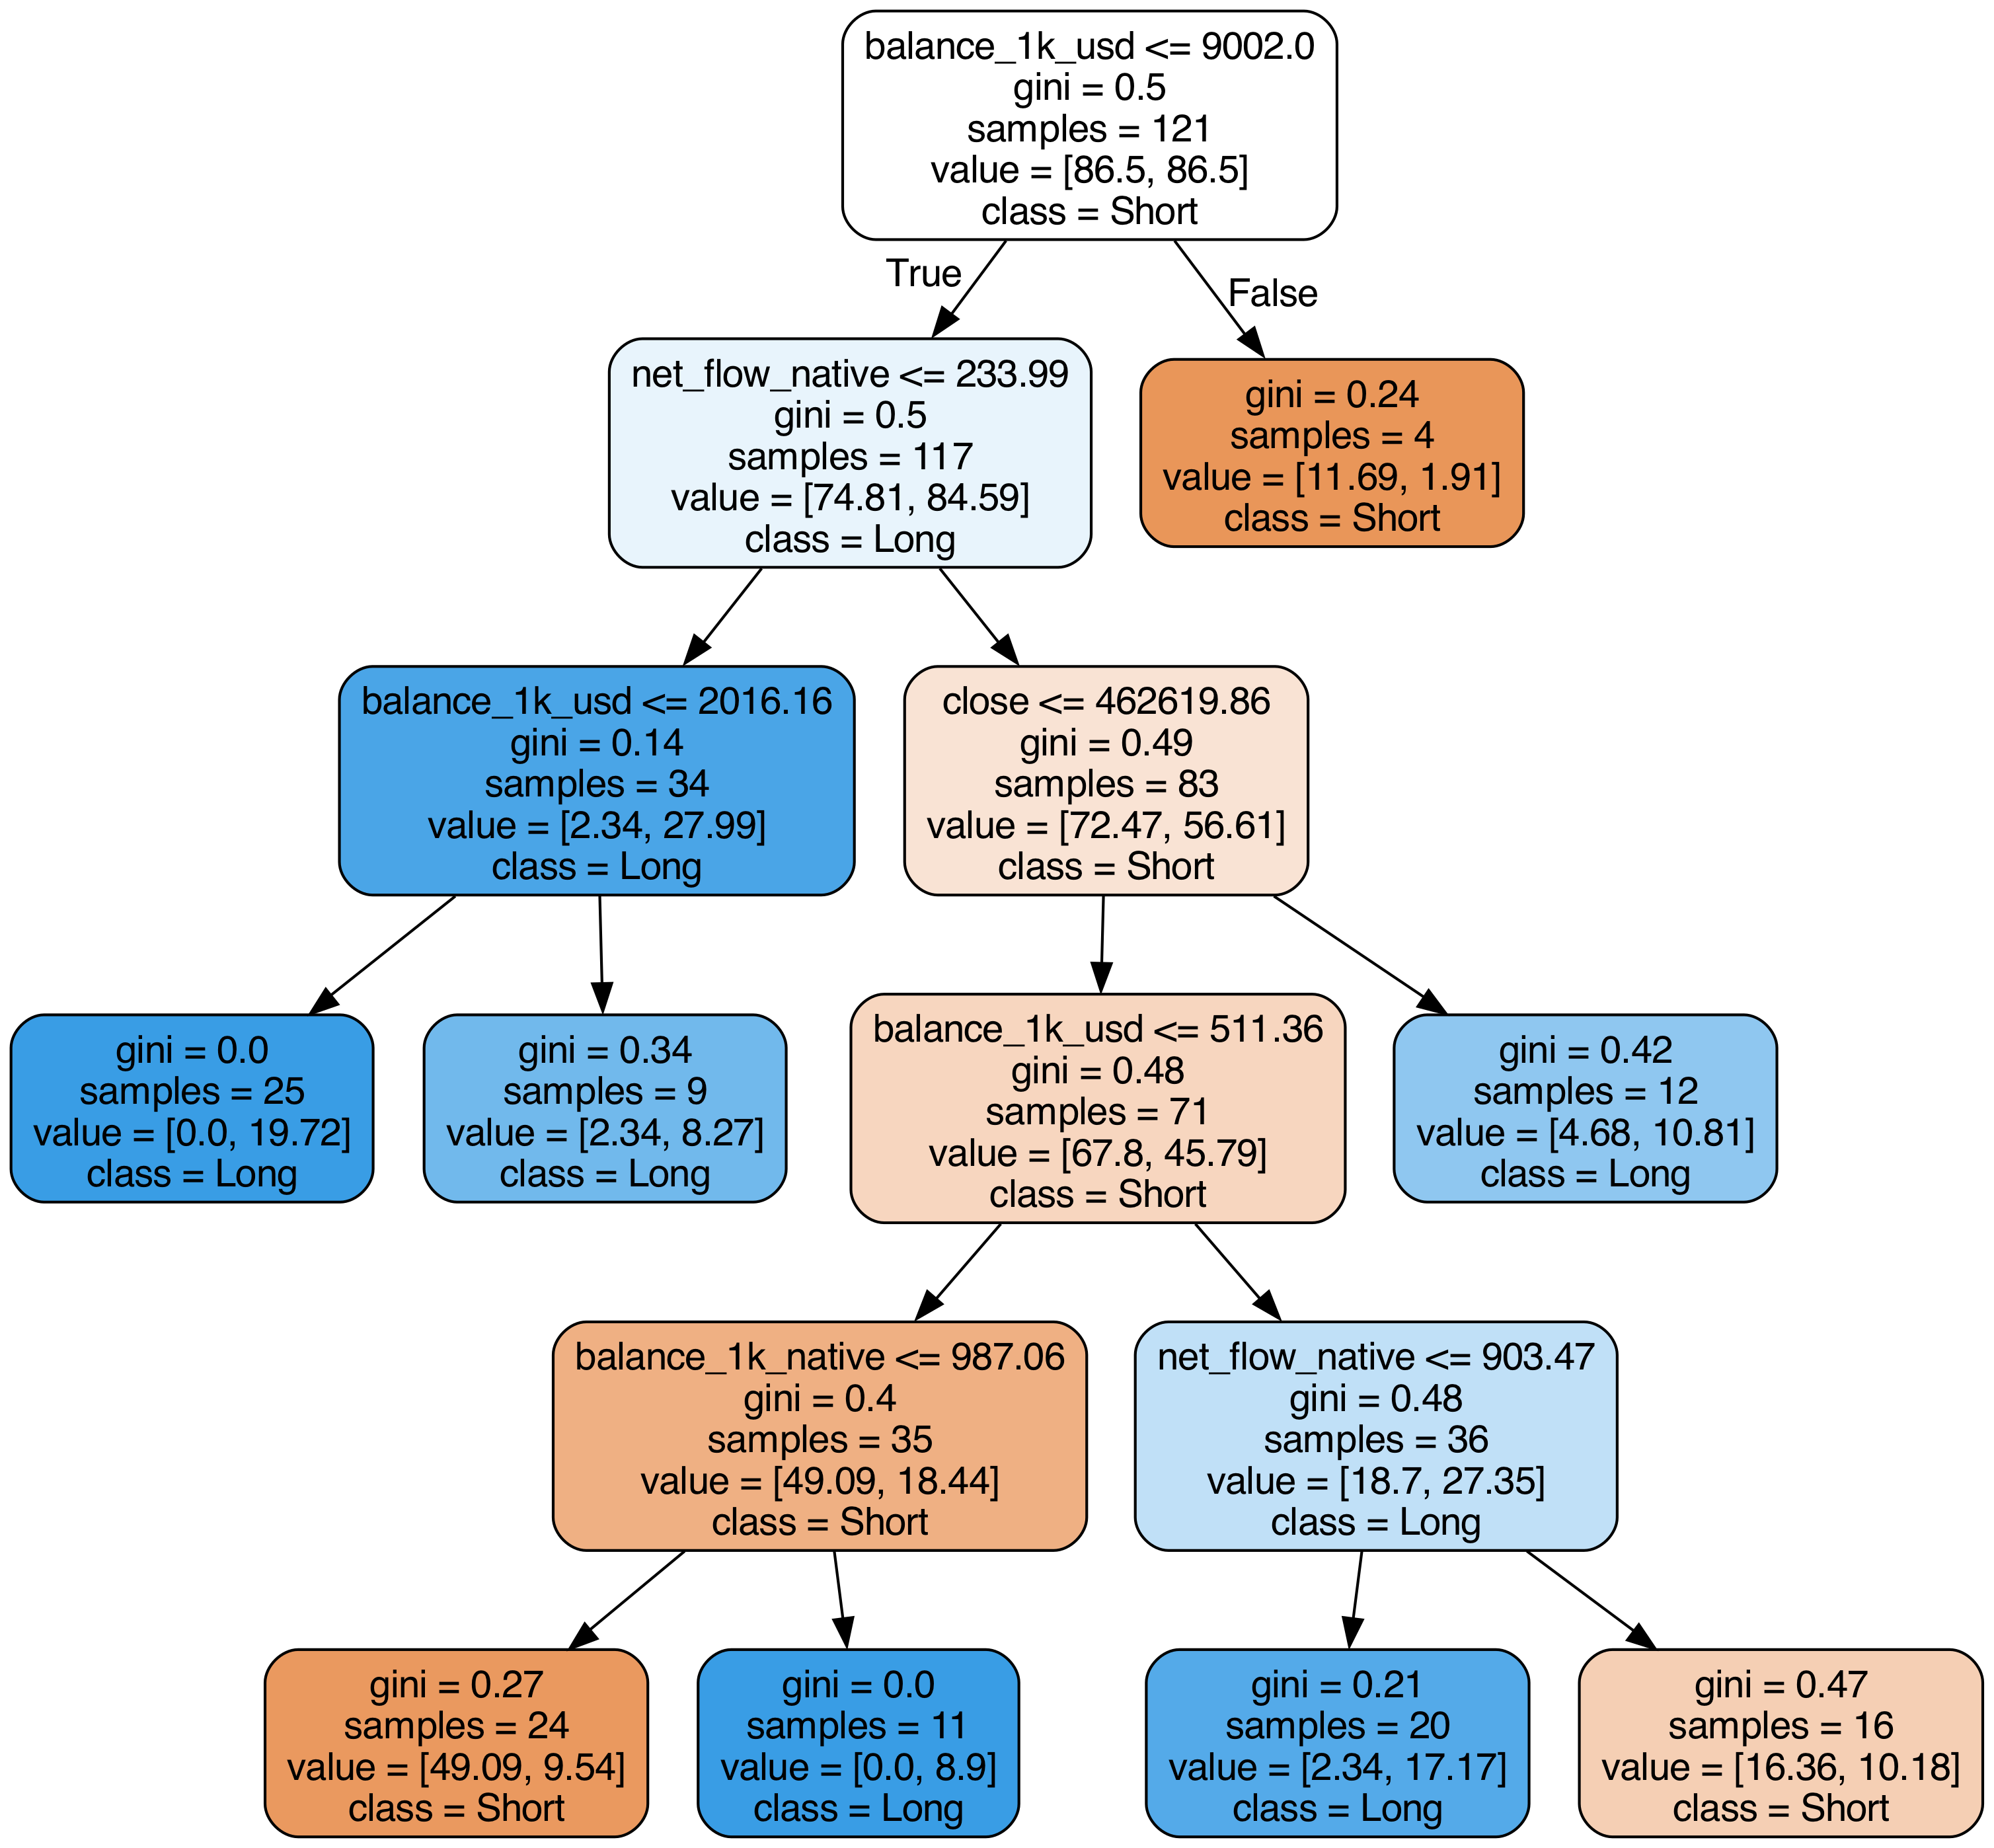 balance_1k_usd <= 9002.0
gini = 0.5
samples = 121
value = [86.5, 86.5]
class = Short
True
False
net_flow_native <= 233.99
gini = 0.5
samples = 117
value = [74.81, 84.59]
class = Long
gini = 0.24
samples = 4
value = [11.69, 1.91]
class = Short
balance_1k_usd <= 2016.16
gini = 0.14
samples = 34
value = [2.34, 27.99]
class = Long
close <= 462619.86
gini = 0.49
samples = 83
value = [72.47, 56.61]
class = Short
gini = 0.0
samples = 25
value = [0.0, 19.72]
class = Long
gini = 0.34
samples = 9
value = [2.34, 8.27]
class = Long
balance_1k_usd <= 511.36
gini = 0.48
samples = 71
value = [67.8, 45.79]
class = Short
gini = 0.42
samples = 12
value = [4.68, 10.81]
class = Long
balance_1k_native <= 987.06
gini = 0.4
samples = 35
value = [49.09, 18.44]
class = Short
net_flow_native <= 903.47
gini = 0.48
samples = 36
value = [18.7, 27.35]
class = Long
gini = 0.27
samples = 24
value = [49.09, 9.54]
class = Short
gini = 0.0
samples = 11
value = [0.0, 8.9]
class = Long
gini = 0.21
samples = 20
value = [2.34, 17.17]
class = Long
gini = 0.47
samples = 16
value = [16.36, 10.18]
class = Short